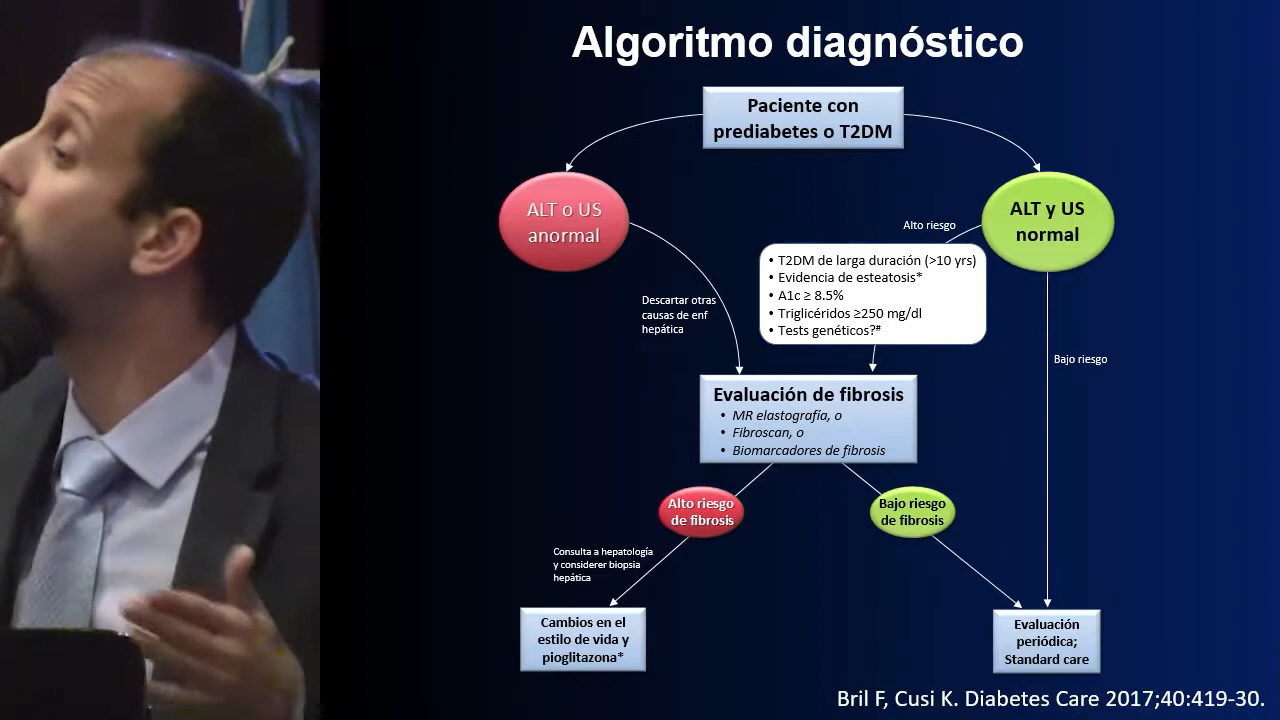 Algoritmo diagnóstico
Paciente con
prediabetes o T2DM
ALT o US
anormal
ALT y US
normal
Alto riesgo
• T2DM de larga duración (>10 yrs)
• Evidencia de esteatosis*
• A1c ≥ 8.5%
• Triglicéridos ≥250 mg/dl
• Tests genéticos?#
Descartar otras
causas de enf
hepática
Bajo riesgo
Evaluación de fibrosis
• MR elastografía, o
• Fibroscan, o
• Biomarcadores de fibrosis
Alto riesgo
de fibrosis
Bajo riesgo
de fibrosis
Consulta a hepatología
y considerer biopsia
hepática
Cambios en el
estilo de vida y
pioglitazona*
Evaluación
periódica;
Standard care
Bril F, Cusi K. Diabetes Care 2017;40:419-30.